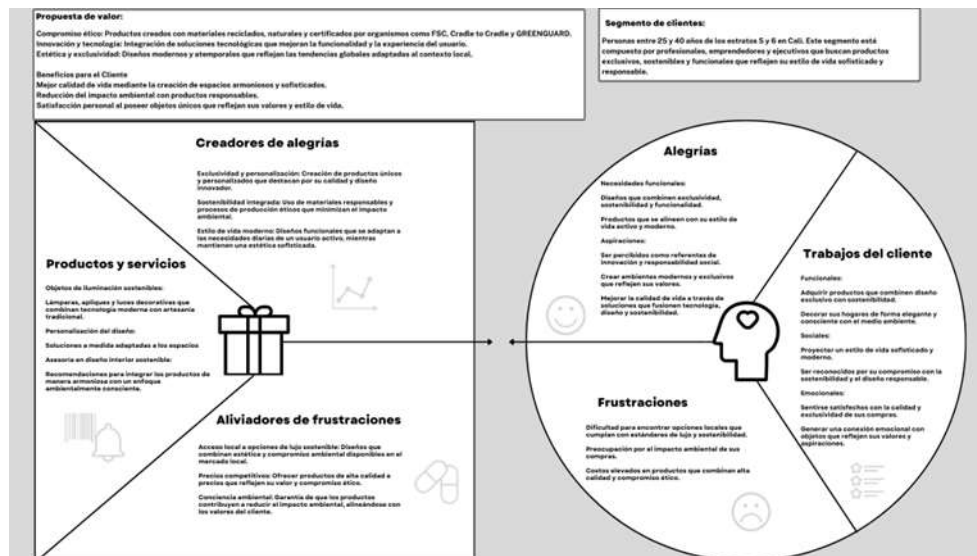 Propuesta de valor:
Compromiso ético: Productos creados con materiales reciclados, naturales y certificados por organismos como FSC, Cradle to Cradle y GREENGUARD.
Innovación y tecnología: Integración de soluciones tecnológicas que mejoran la funcionalidad y la experiencia del usuario.
Estética y exclusividad: Diseños modernos y atemporales que reflejan las tendencias globales adaptadas al contexto local.
Beneficios para el Cliente
Mejor calidad de vida mediante la creación de espacios armoniosos y sofisticados.
Reducción del impacto ambiental con productos responsables.
Satisfacción personal al poseer objetos únicos que reflejan sus valores y estilo de vida.
Segmento de clientes:
Personas entre 25 y 40 años de los estratos 5 y 6 en Cali. Este segmento está
compuesto por profesionales, emprendedores y ejecutivos que buscan productos
exclusivos, sostenibles y funcionales que reflejen su estilo de vida sofisticado y
responsable.
Creadores de alegrías
Exclusividad y personalización: Creación de productos únicos
y personalizados que destacan por su calidad y diseño
innovador.
Sostenibilidad integrada: Uso de materiales responsables y
procesos de producción éticos que minimizan el impacto
ambiental.
Estilo de vida moderno: Diseños funcionales que se adaptan a
las necesidades diarias de un usuario activo, mientras
mantienen una estética sofisticada.
Productos y servicios
Objetos de iluminación sostenibles:
Lámparas, apliques y luces decorativas que
combinan tecnología moderna con artesanía
tradicional.
Personalización del diseño:
Soluciones a medida adaptadas a los espacios
Asesoría en diseño interior sostenible:
Recomendaciones para integrar los productos de
manera armoniosa con un enfoque
ambientalmente consciente.
Aliviadores de frustraciones
Acceso local a opciones de lujo sostenible: Diseños que
combinan estética y compromiso ambiental disponibles en el
mercado local.
Precios competitivos: Ofrecer productos de alta calidad a
precios que reflejen su valor y compromiso ético.
Conciencia ambiental: Garantía de que los productos
contribuyen a reducir el impacto ambiental, alineándose con
los valores del cliente.
Alegrías
Necesidades funcionales:
Diseños que combinen exclusividad,
sostenibilidad y funcionalidad.
Productos que se alineen con su estilo de
vida activo y moderno.
Aspiraciones:
Ser percibidos como referentes de
innovación y responsabilidad social.
Crear ambientes modernos y exclusivos
que reflejen sus valores.
Mejorar la calidad de vida a través de
soluciones que fusionen tecnología,
diseño y sostenibilidad.
Trabajos del cliente
Funcionales:
Adquirir productos que combinen diseño
exclusivo con sostenibilidad.
Decorar sus hogares de forma elegante y
consciente con el medio ambiente.
Sociales:
Proyectar un estilo de vida sofisticado y
moderno.
Ser reconocidos por su compromiso con la
sostenibilidad y el diseño responsable.
Emocionales:
Sentirse satisfechos con la calidad y
exclusividad de sus compras.
Generar una conexión emocional con
objetos que reflejen sus valores y
aspiraciones.
Frustraciones
Dificultad para encontrar opciones locales que
cumplan con estándares de lujo y sostenibilidad.
Preocupación por el impacto ambiental de sus
compras.
Costos elevados en productos que combinan alta
calidad y compromiso ético.